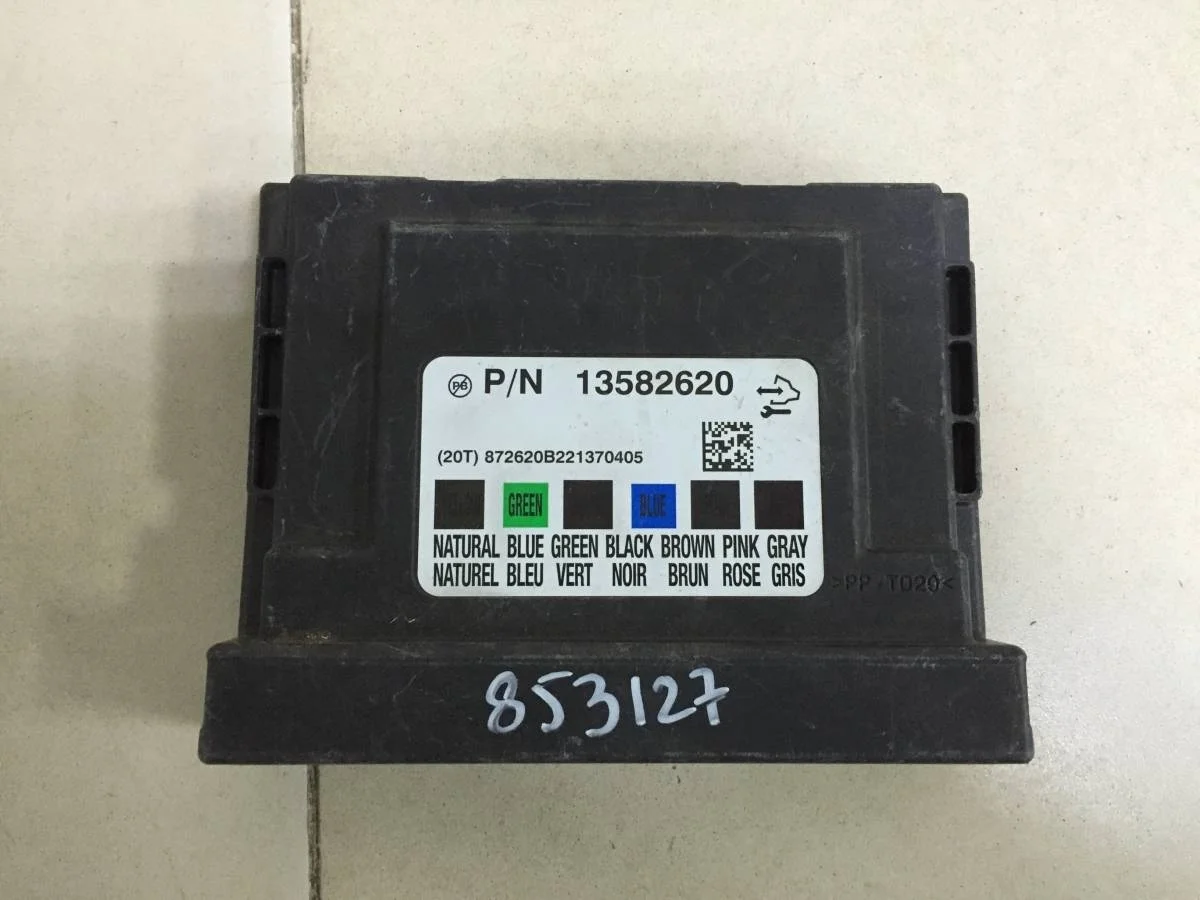 P/N 13582620
(20T) 872620B221370405
GREEN BLUE
NATURAL BLUE GREEN BLACK BROWN PINK GRAY
NATUREL BLEU VERT NOIR BRUN ROSE GRIS
>PP-TD20<
853127